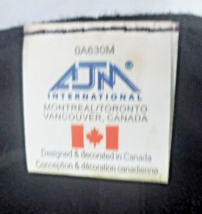 0A630M
AJM®
INTERNATIONAL
MONTREAL/TORONTO
VANCOUVER, CANADA
Designed & decorated in Canada
Conception & décoration canadienne